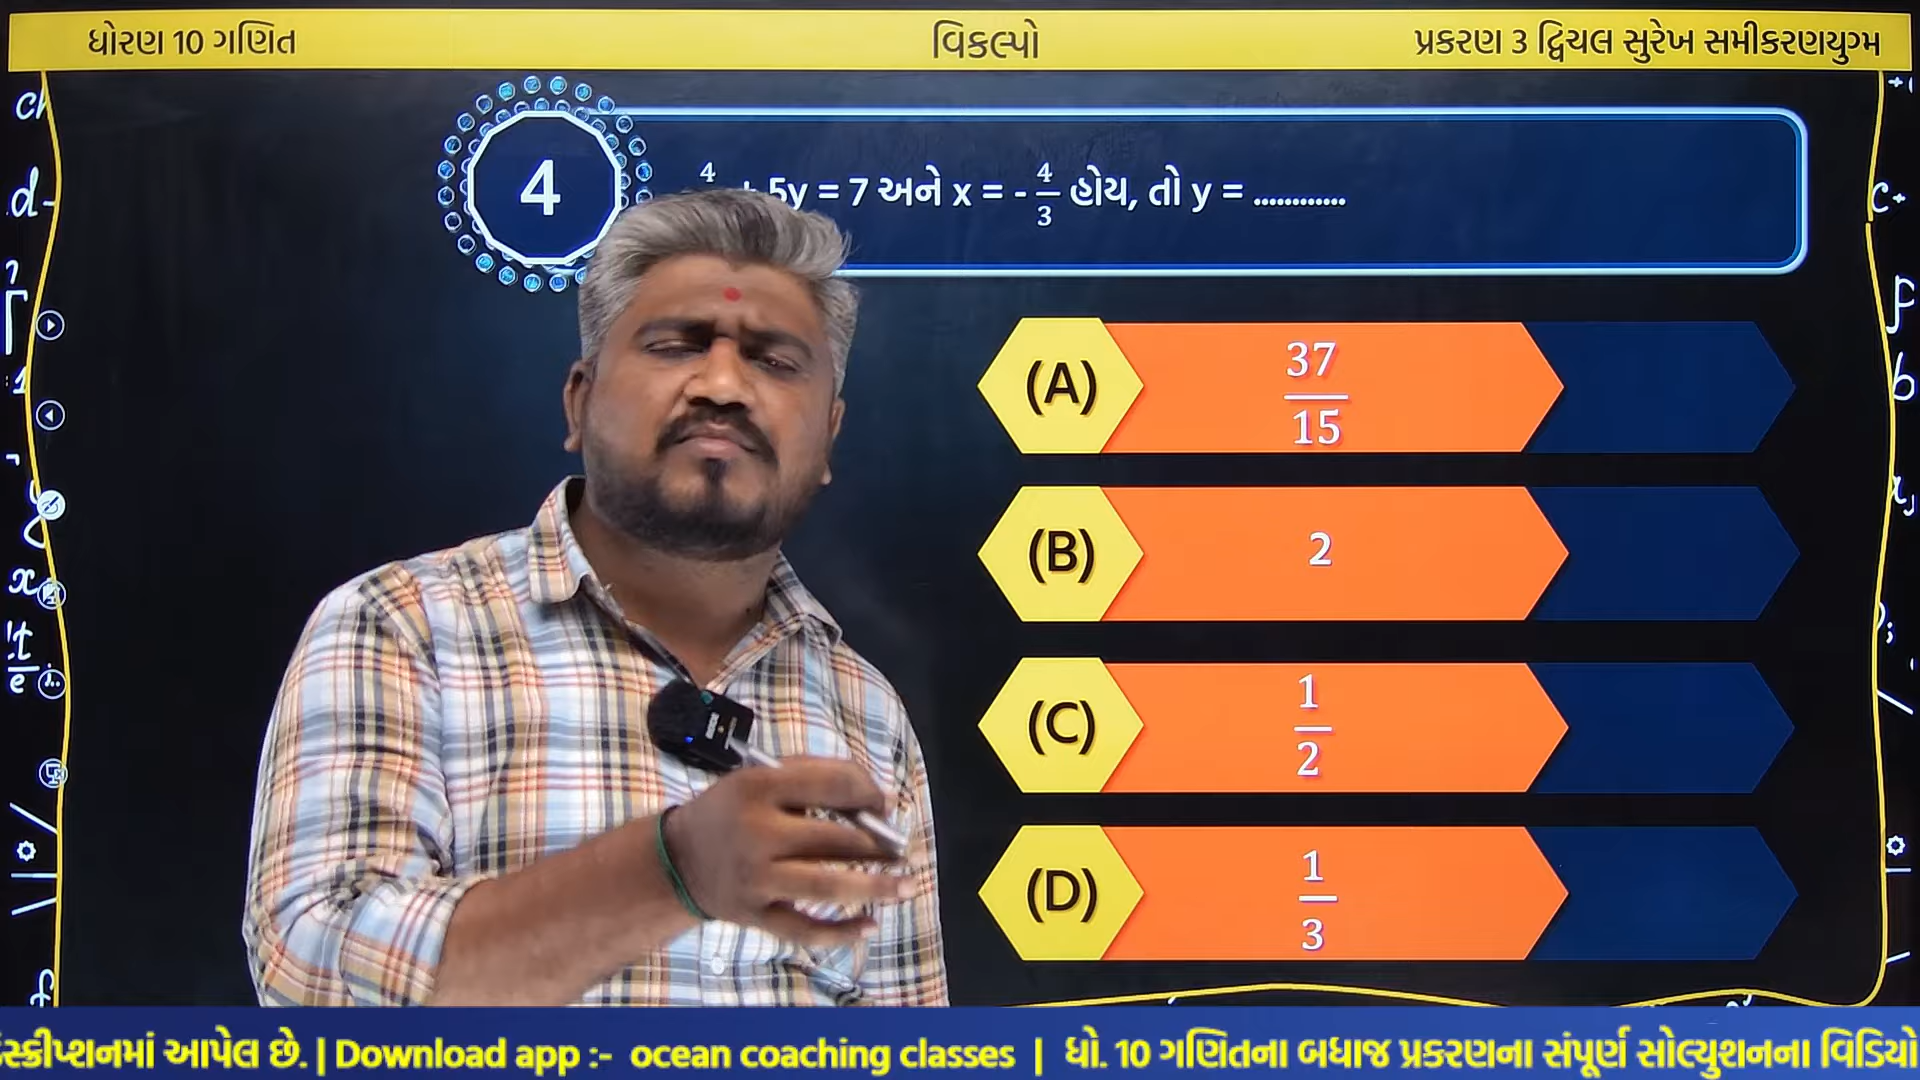 ધોરણ 10 ગણિત
વિકલ્પો
પ્રકરણ 3 દ્વિચલ સુરેખ સમીકરણયુગ્મ
4
4 + 5y = 7 અને x = - 4/3 હોય, તો y = ............
(A) 37/15
(B) 2
(C) 1/2
(D) 1/3
આપેલ છે. | Download app :- ocean coaching classes | ધો. 10 ગણિતના બધાજ પ્રકરણના સંપૂર્ણ સોલ્યુશનના વિડિયો